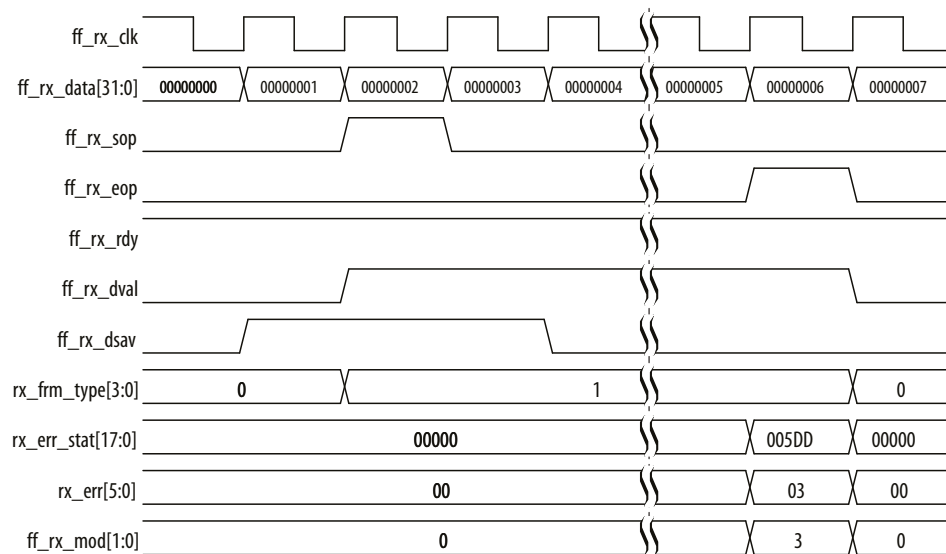 ff_rx_clk
ff_rx_data[31:0] 00000000 00000001 00000002 00000003 00000004 00000005 00000006 00000007
ff_rx_sop
ff_rx_eop
ff_rx_rdy
ff_rx_dval
ff_rx_dsav
rx_frm_type[3:0] 0 1 0
rx_err_stat[17:0] 00000 005DD 00000
rx_err[5:0] 00 03 00
ff_rx_mod[1:0] 0 3 0